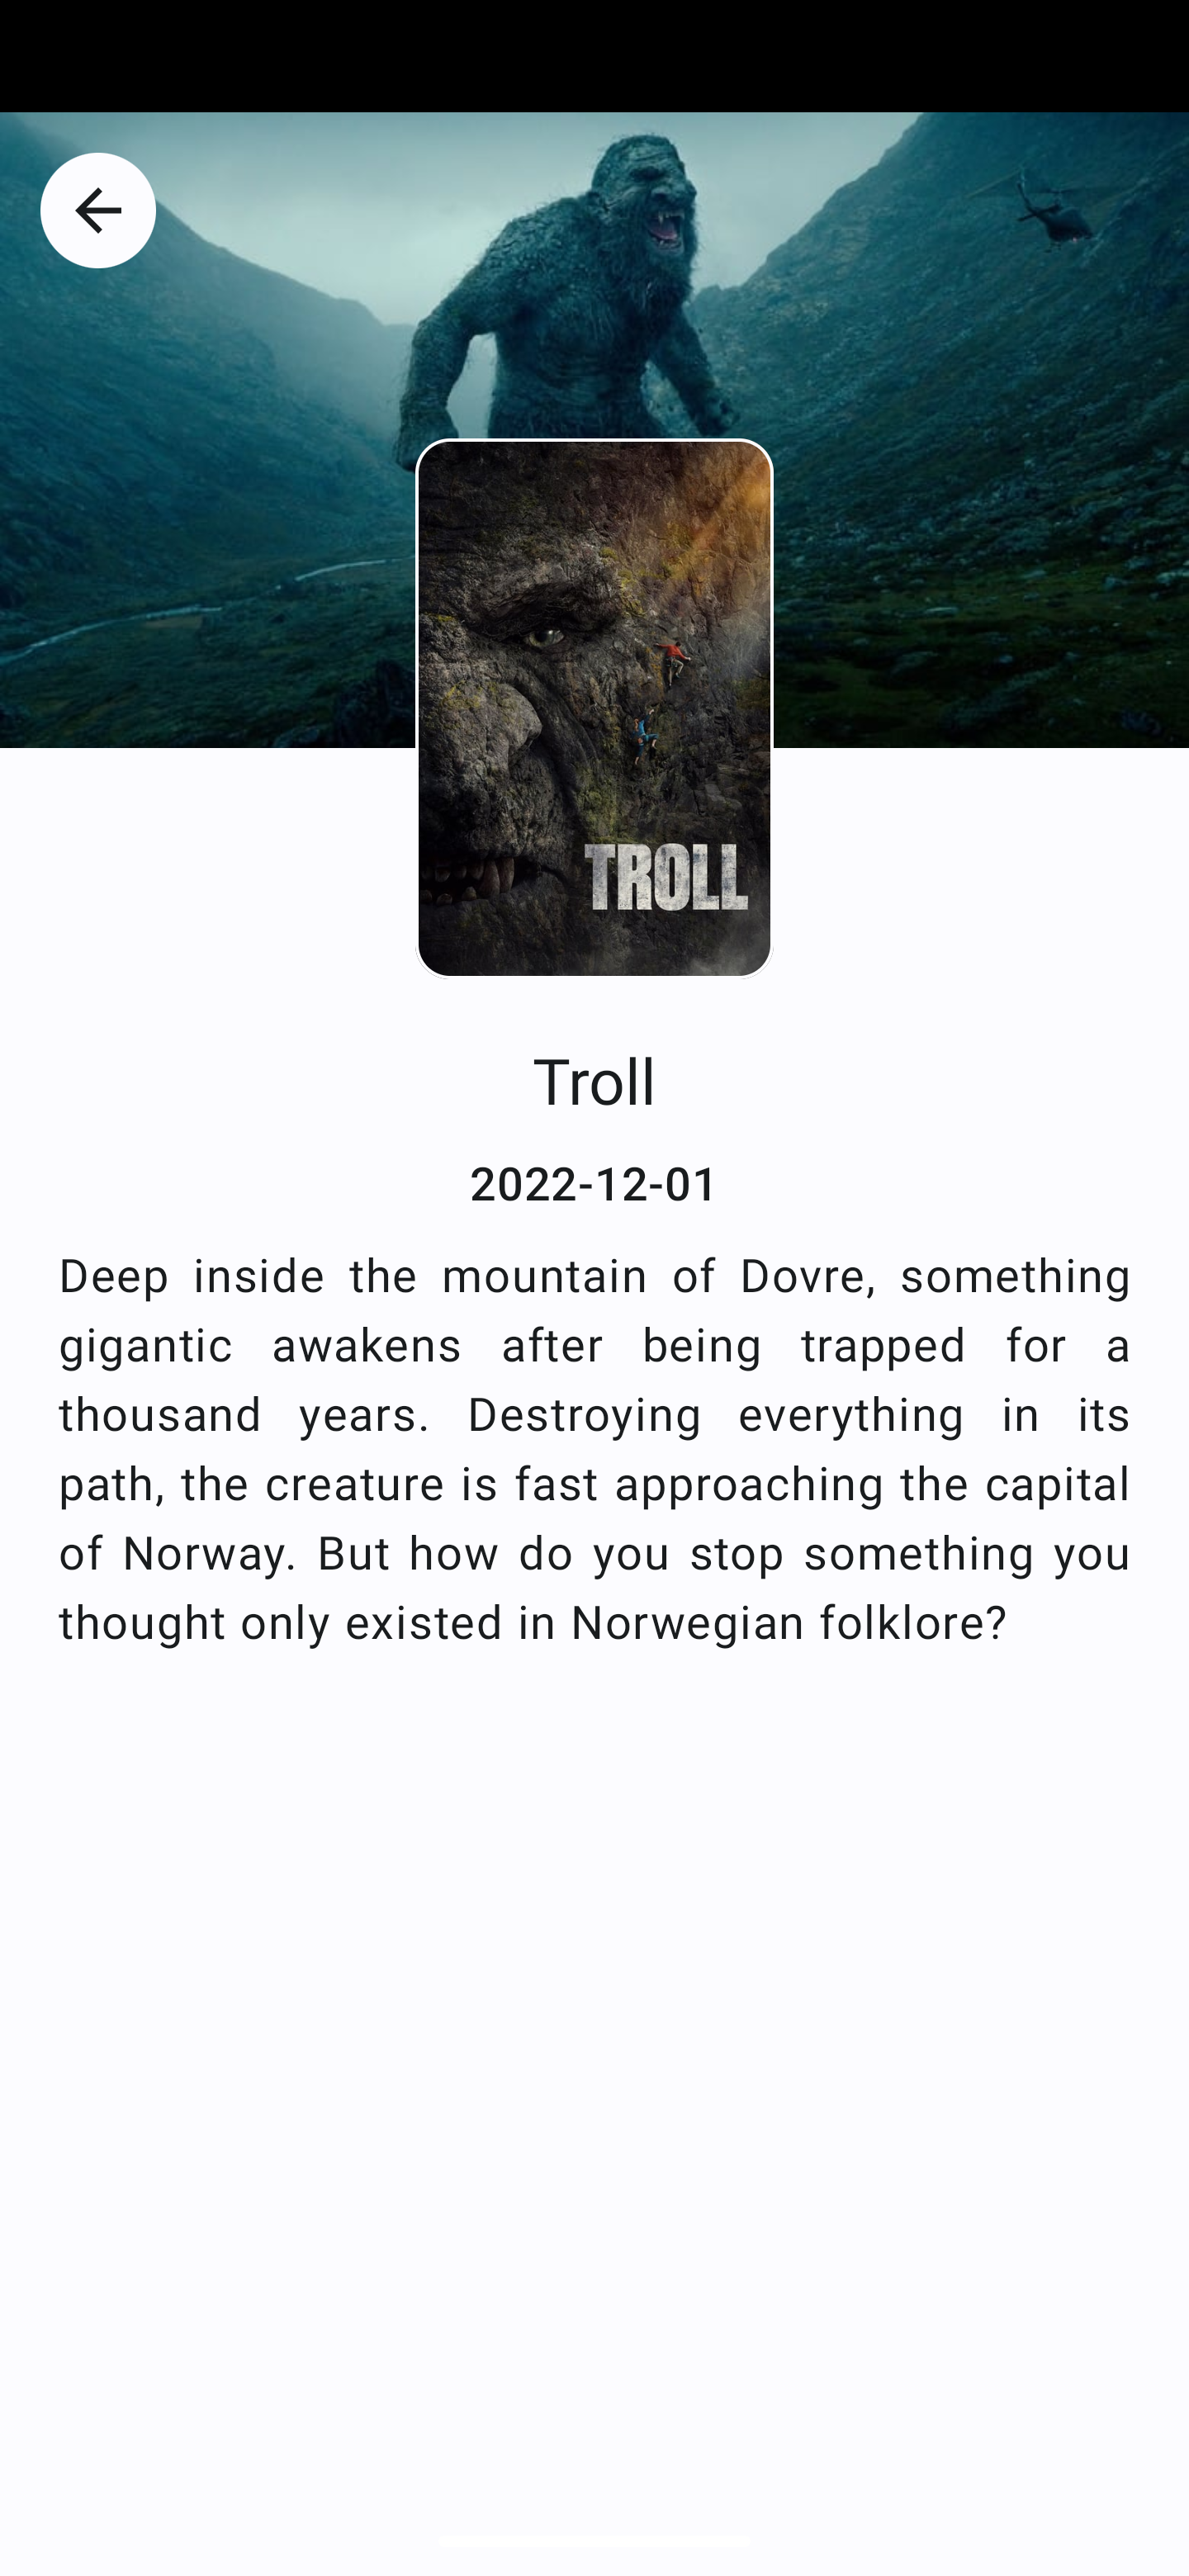 TROLL
Troll
2022-12-01
Deep inside the mountain of Dovre, something
gigantic awakens after being trapped for a
thousand years. Destroying everything in its
path, the creature is fast approaching the capital
of Norway. But how do you stop something you
thought only existed in Norwegian folklore?